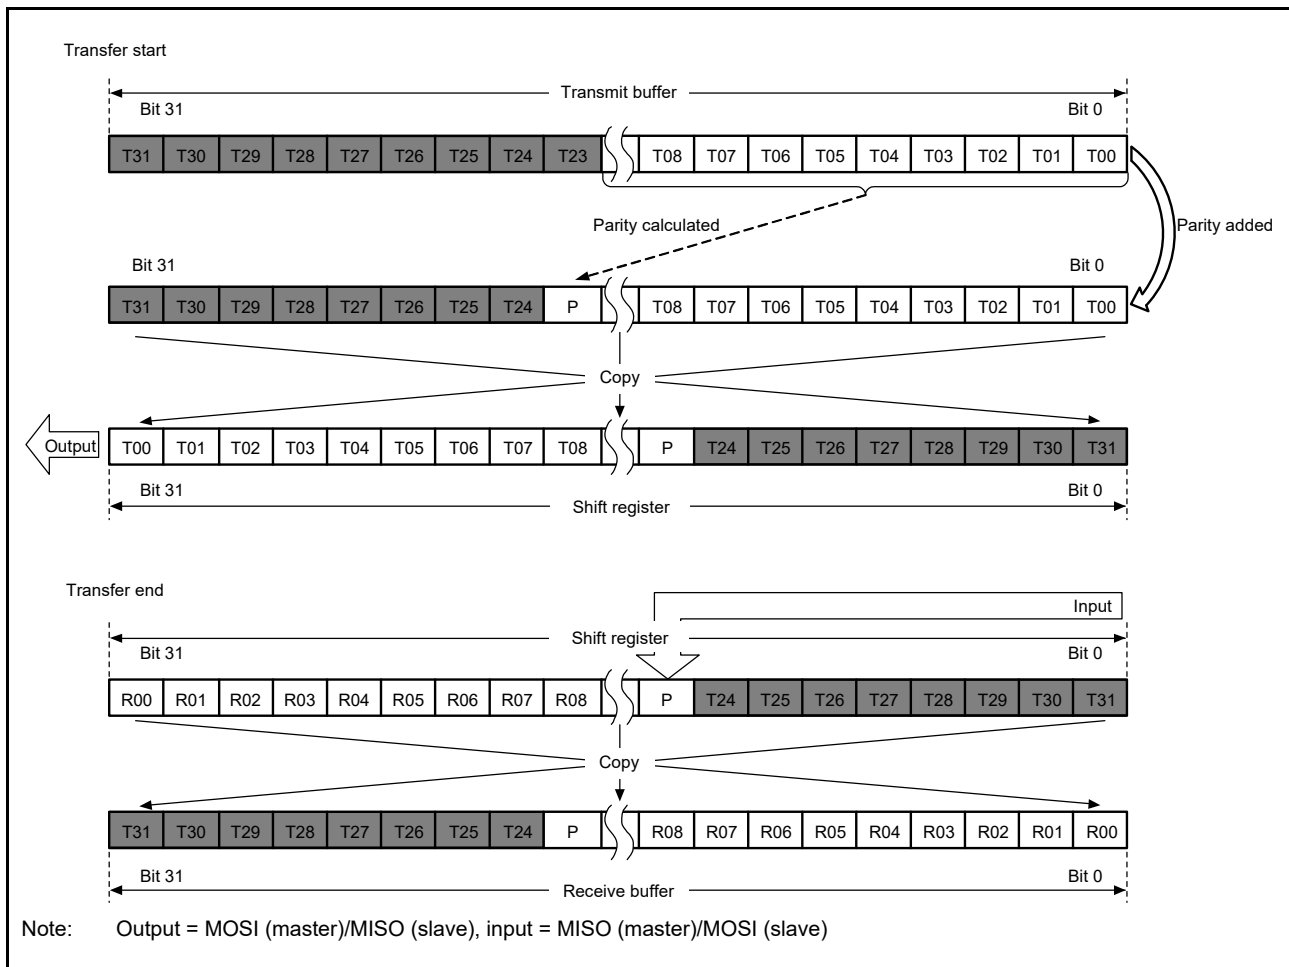 Transfer start
Transmit buffer
Bit 31 Bit 0
T31 T30 T29 T28 T27 T26 T25 T24 T23 T08 T07 T06 T05 T04 T03 T02 T01 T00
Parity calculated Parity added
Bit 31 Bit 0
T31 T30 T29 T28 T27 T26 T25 T24 P T08 T07 T06 T05 T04 T03 T02 T01 T00
Copy
Output T00 T01 T02 T03 T04 T05 T06 T07 T08 P T24 T25 T26 T27 T28 T29 T30 T31
Bit 31 Bit 0
Shift register
Transfer end
Input
Shift register
Bit 31 Bit 0
R00 R01 R02 R03 R04 R05 R06 R07 R08 P T24 T25 T26 T27 T28 T29 T30 T31
Copy
T31 T30 T29 T28 T27 T26 T25 T24 P R08 R07 R06 R05 R04 R03 R02 R01 R00
Bit 31 Bit 0
Receive buffer
Note: Output = MOSI (master)/MISO (slave), input = MISO (master)/MOSI (slave)